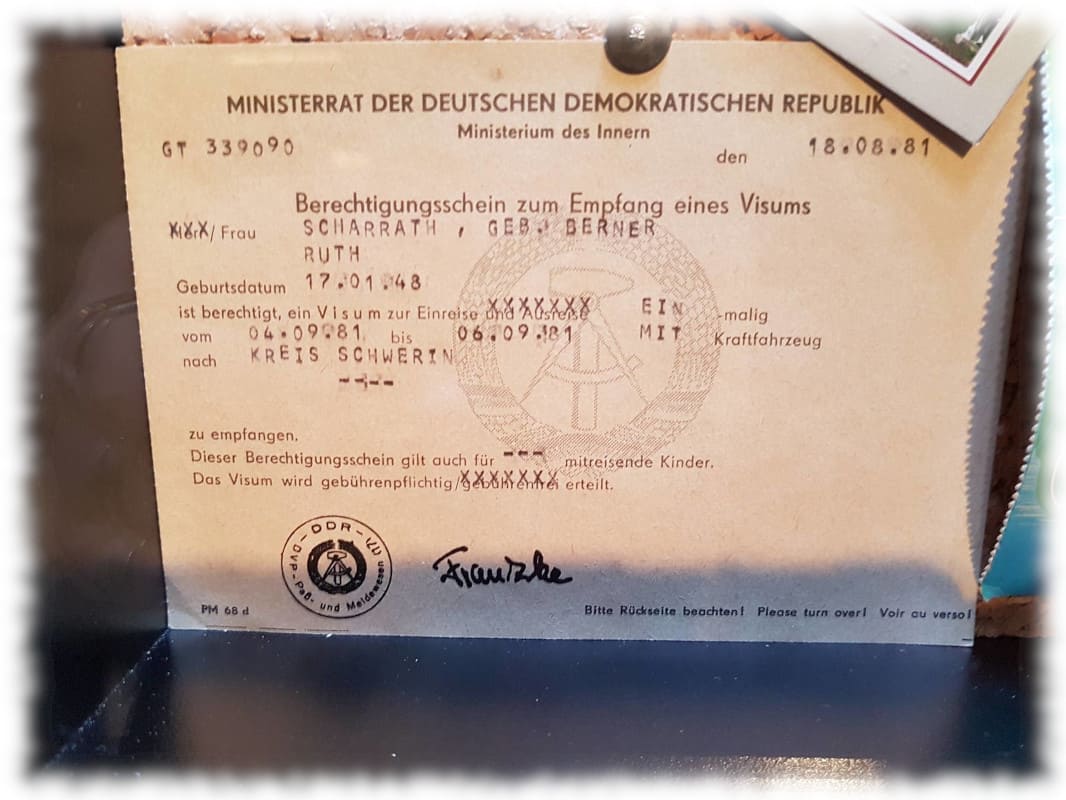 MINISTERRAT DER DEUTSCHEN DEMOKRATISCHEN REPUBLIK
Ministerium des Innern
GT 339090
den 18.08.81
Berechtigungsschein zum Empfang eines Visums
Herrn/ Frau SCHARRATH , GEB. BERNER
RUTH
Geburtsdatum 17.01.48
ist berechtigt, ein Visum zur Einreise und Ausreise XXXXXXX EIN -malig
vom 04.09.81 bis 06.09.81 MIT Kraftfahrzeug
nach KREIS SCHWERIN
-----
zu empfangen.
Dieser Berechtigungsschein gilt auch für --- mitreisende Kinder.
Das Visum wird gebührenpflichtig/gebührenfrei erteilt.
DDR - (17)
DVP - Paß- und Meldewesen
Frantzke
PM 68 d
Bitte Rückseite beachten! Please turn over! Voir au verso!